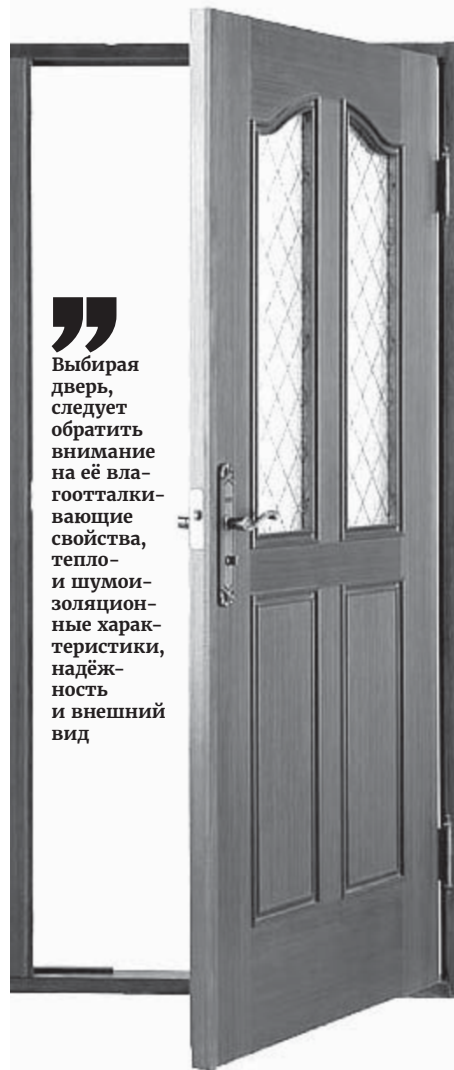 Выбирая
дверь,
следует
обратить
внимание
на её вла-
гоотталки-
вающие
свойства,
тепло-
и шумои-
золяцион-
ные харак-
теристики,
надёж-
ность
и внешний
вид